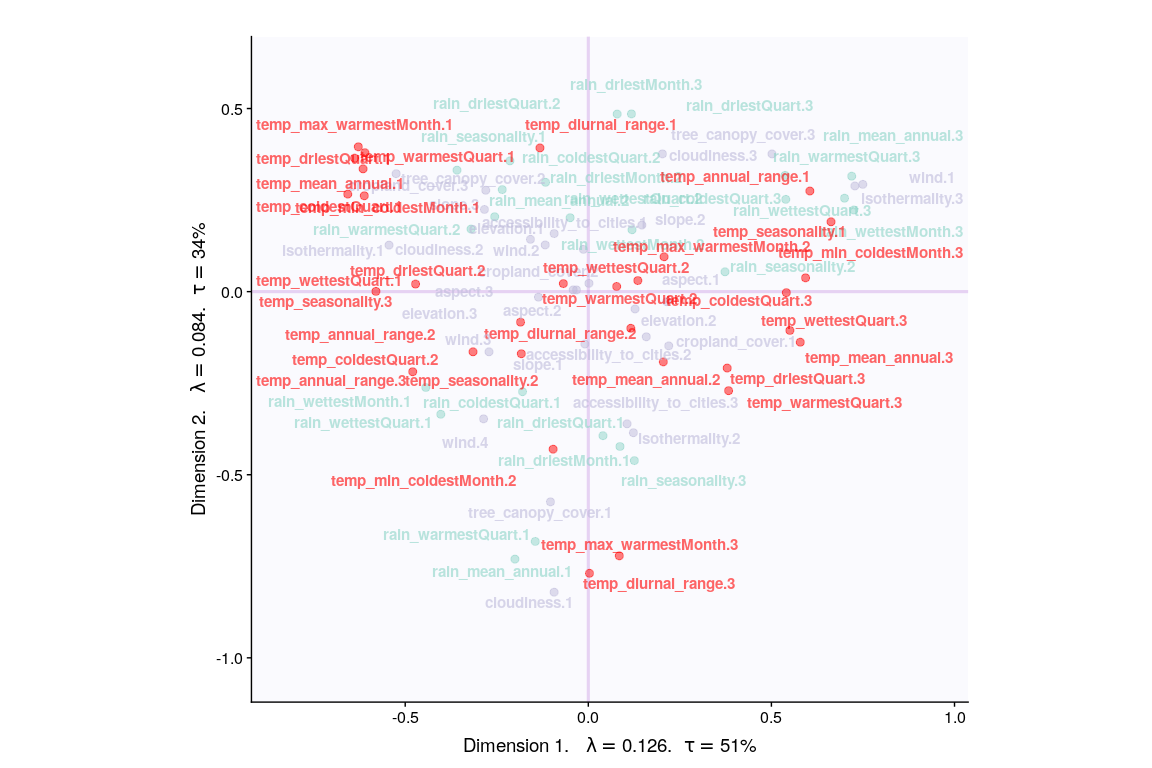 rain_driestMonth.3
rain_driestQuart.2
rain_driestQuart.3
0.5
temp_max_warmestMonth.1
temp_diurnal_range.1
rain_seasonality.1
tree_canopy_cover.3
rain_mean_annual.3
temp_driestQuart.1
temp_warmestQuart.1
rain_coldestQuart.2
cloudiness.3
rain_warmestQuart.3
temp_mean_annual.1
tree_canopy_cover.2
temp_annual_range.1
wind.1
isothermality.3
temp_min_coldestMonth.1
rain_mean_annual.2
rain_coldestQuart.3
rain_wettestQuart.3
rain_warmestQuart.2
elevation.1
accessibility_to_cities.1
slope.2
temp_seasonality.1
rain_wettestMonth.3
isothermality.1
cloudiness.2
wind.2
rain_wettestMonth.2
temp_max_warmestMonth.2
temp_min_coldestMonth.3
temp_driestQuart.2
temp_wettestQuart.2
rain_seasonality.2
temp_wettestQuart.1
aspect.1
0.0
temp_seasonality.3
aspect.3
temp_warmestQuart.2
temp_coldestQuart.3
elevation.3
aspect.2
elevation.2
temp_wettestQuart.3
temp_annual_range.2
wind.3
temp_diurnal_range.2
cropland_cover.1
temp_coldestQuart.2
slope.1
accessibility_to_cities.2
temp_mean_annual.3
temp_annual_range.3
temp_seasonality.2
temp_mean_annual.2
temp_driestQuart.3
rain_wettestMonth.1
rain_coldestQuart.1
accessibility_to_cities.3
temp_warmestQuart.3
rain_wettestQuart.1
rain_driestQuart.1
wind.4
isothermality.2
rain_driestMonth.1
-0.5
temp_min_coldestMonth.2
rain_seasonality.3
tree_canopy_cover.1
rain_warmestQuart.1
temp_max_warmestMonth.3
rain_mean_annual.1
temp_diurnal_range.3
cloudiness.1
-1.0
-0.5 0.0 0.5 1.0
Dimension 1. λ = 0.126. τ = 51%
Dimension 2. λ = 0.084. τ = 34%